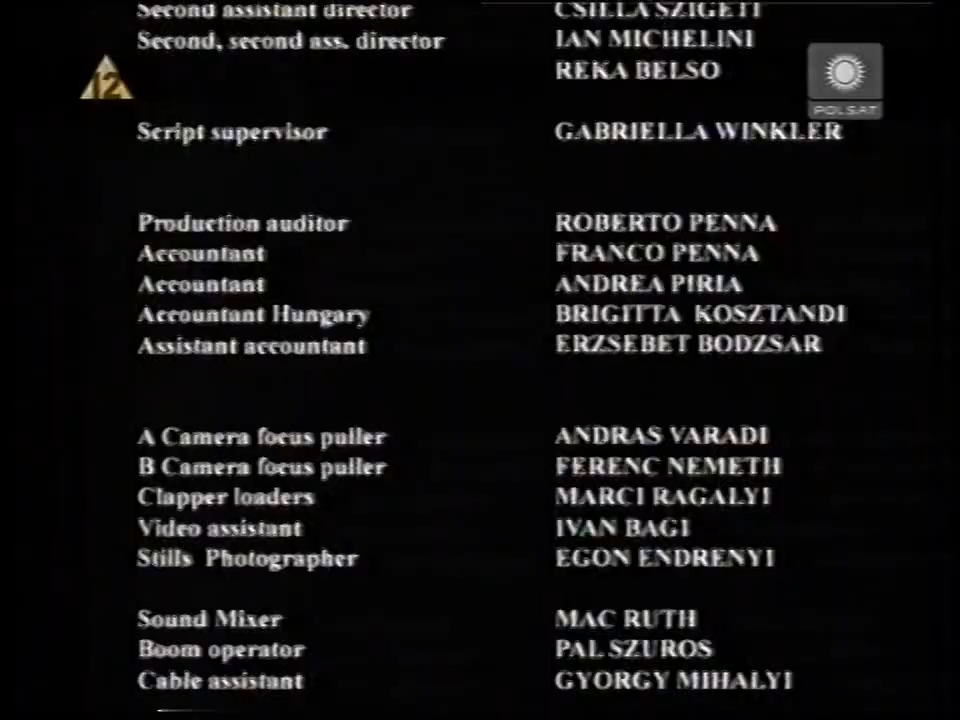 Second assistant director CSILLA SZIGETI
Second, second ass. director IAN MICHELINI
REKA BELSO
12
POLSAT
Script supervisor GABRIELLA WINKLER
Production auditor ROBERTO PENNA
Accountant FRANCO PENNA
Accountant ANDREA PIRIA
Accountant Hungary BRIGITTA KOSZTANDI
Assistant accountant ERZSEBET BODZSAR
A Camera focus puller ANDRAS VARADI
B Camera focus puller FERENC NEMETH
Clapper loaders MARCI RAGALYI
Video assistant IVAN BAGI
Stills Photographer EGON ENDRENYI
Sound Mixer MAC RUTH
Boom operator PAL SZUROS
Cable assistant GYORGY MIHALYI